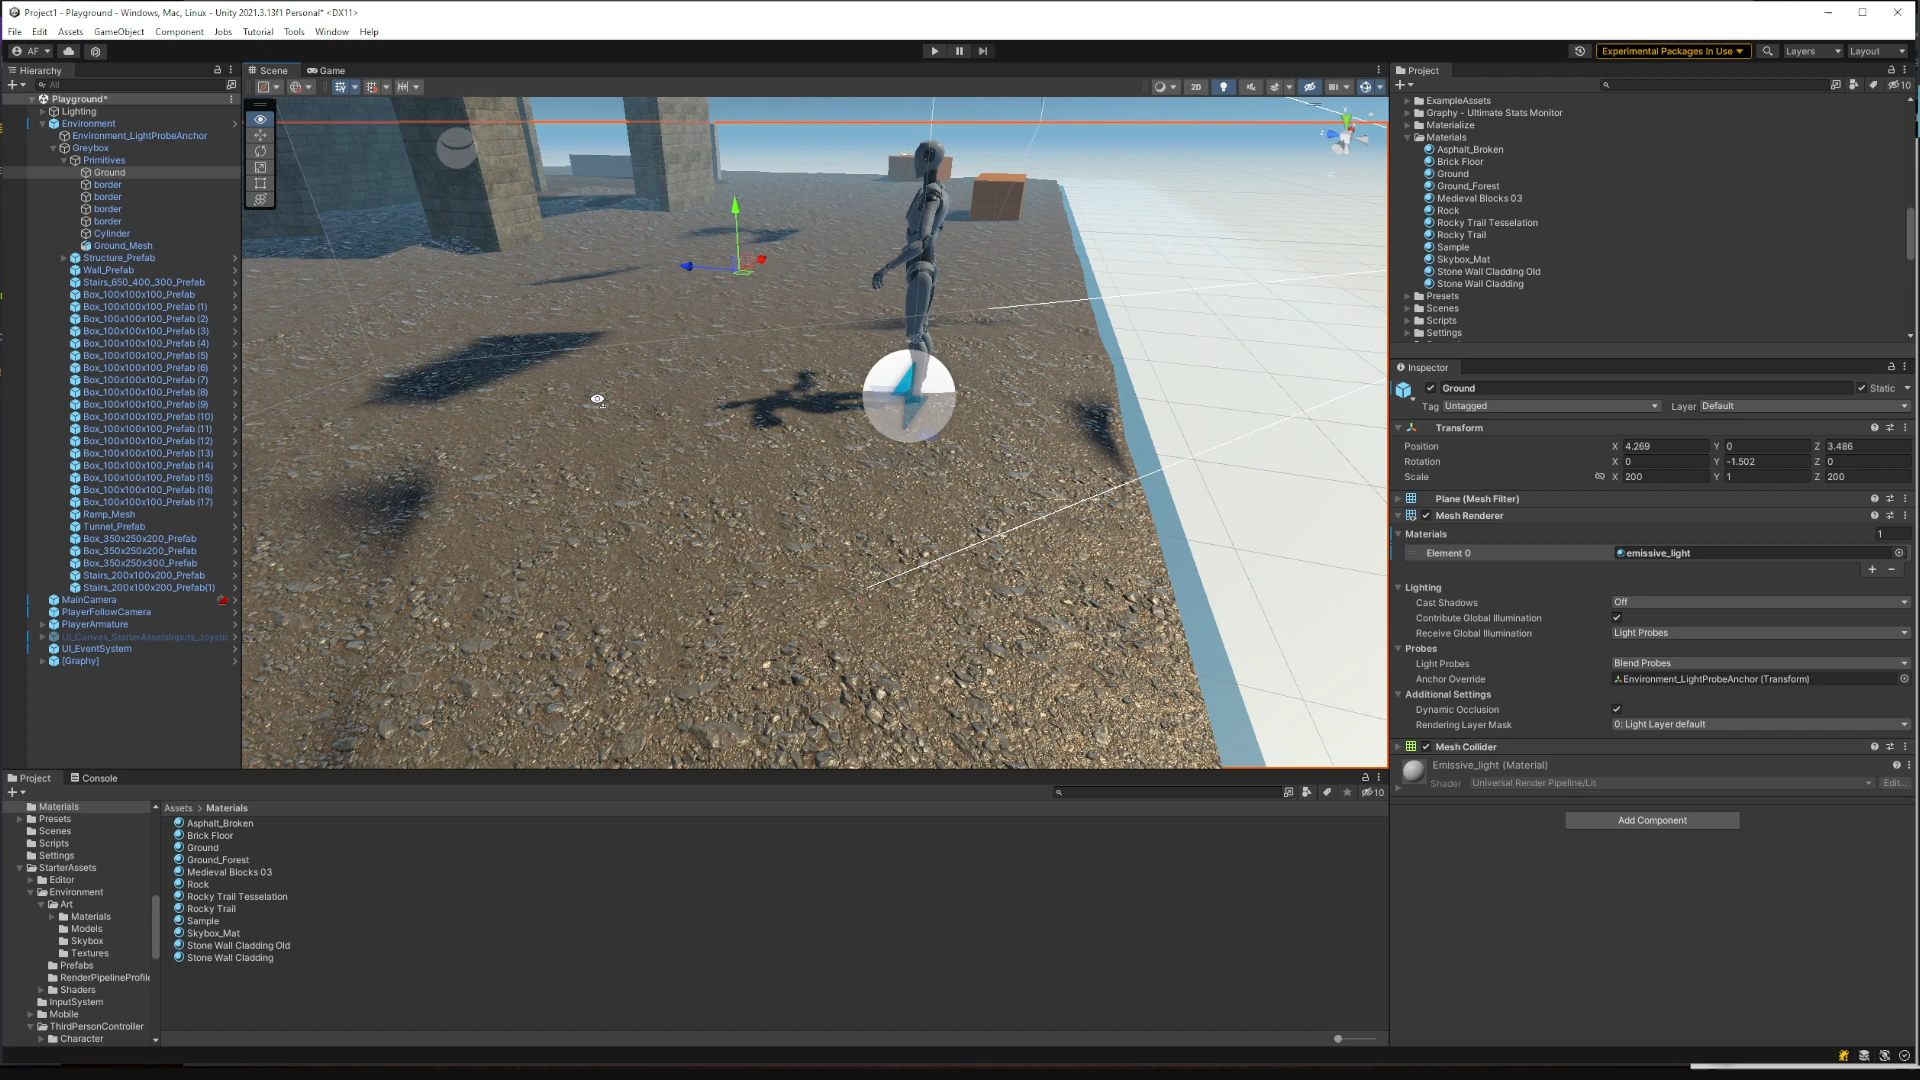 Project1 - Playground - Windows, Mac, Linux - Unity 2021.3.13f1 Personal* <DX11>
File Edit Assets GameObject Component Jobs Tutorial Tools Window Help
AF Experimental Packages In Use Layers Layout
Hierarchy
All
Playground*
Lighting
Environment
Environment_LightProbeAnchor
Greybox
Primitives
Ground
border
border
border
border
Cylinder
Ground_Mesh
Structure_Prefab
Wall_Prefab
Stairs_650_400_300_Prefab
Box_100x100x100_Prefab
Box_100x100x100_Prefab (1)
Box_100x100x100_Prefab (2)
Box_100x100x100_Prefab (3)
Box_100x100x100_Prefab (4)
Box_100x100x100_Prefab (5)
Box_100x100x100_Prefab (6)
Box_100x100x100_Prefab (7)
Box_100x100x100_Prefab (8)
Box_100x100x100_Prefab (9)
Box_100x100x100_Prefab (10)
Box_100x100x100_Prefab (11)
Box_100x100x100_Prefab (12)
Box_100x100x100_Prefab (13)
Box_100x100x100_Prefab (14)
Box_100x100x100_Prefab (15)
Box_100x100x100_Prefab (16)
Box_100x100x100_Prefab (17)
Ramp_Mesh
Tunnel_Prefab
Box_350x250x200_Prefab
Box_350x250x200_Prefab
Box_350x250x300_Prefab
Stairs_200x100x200_Prefab
Stairs_200x100x200_Prefab(1)
MainCamera
PlayerFollowCamera
PlayerArmature
UI_Canvas_StarterAssetsInputs_Joystic
UI_EventSystem
[Graphy]
Scene Game
2D
Project
10
ExampleAssets
Graphy - Ultimate Stats Monitor
Materialize
Materials
Asphalt_Broken
Brick Floor
Ground
Ground_Forest
Medieval Blocks 03
Rock
Rocky Trail Tesselation
Rocky Trail
Sample
Skybox_Mat
Stone Wall Cladding Old
Stone Wall Cladding
Presets
Scenes
Scripts
Settings
Inspector
Ground Static
Tag Untagged Layer Default
Transform
Position X 4.269 Y 0 Z 3.486
Rotation X 0 Y -1.502 Z 0
Scale X 200 Y 1 Z 200
Plane (Mesh Filter)
Mesh Renderer
Materials 1
Element 0 emissive_light
Lighting
Cast Shadows Off
Contribute Global Illumination
Receive Global Illumination Light Probes
Probes
Light Probes Blend Probes
Anchor Override Environment_LightProbeAnchor (Transform)
Additional Settings
Dynamic Occlusion
Rendering Layer Mask 0: Light Layer default
Mesh Collider
Emissive_light (Material)
Shader Universal Render Pipeline/Lit Edit...
Add Component
Project Console
10
Materials
Presets
Scenes
Scripts
Settings
StarterAssets
Editor
Environment
Art
Materials
Models
Skybox
Textures
Prefabs
RenderPipelineProfile
Shaders
InputSystem
Mobile
ThirdPersonController
Character
Assets > Materials
Asphalt_Broken
Brick Floor
Ground
Ground_Forest
Medieval Blocks 03
Rock
Rocky Trail Tesselation
Rocky Trail
Sample
Skybox_Mat
Stone Wall Cladding Old
Stone Wall Cladding